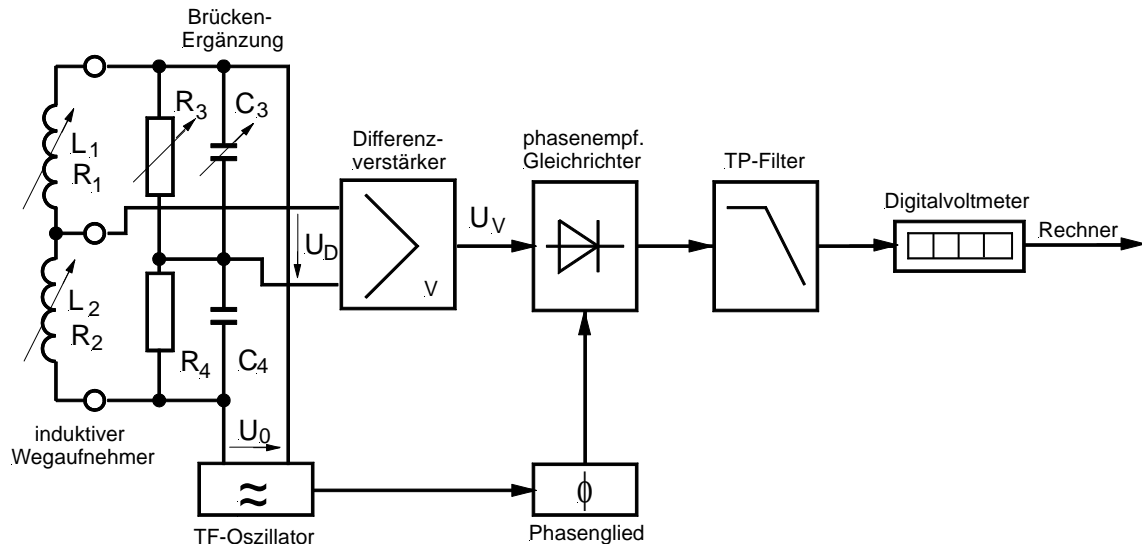 Brücken-
Ergänzung
R3
C3
L1
R1
Differenz-
verstärker
phasenempf.
Gleichrichter
TP-Filter
Digitalvoltmeter
Rechner
UD
UV
V
L2
R2
R4
C4
induktiver
Wegaufnehmer
U0
≈
TF-Oszillator
ϕ
Phasenglied